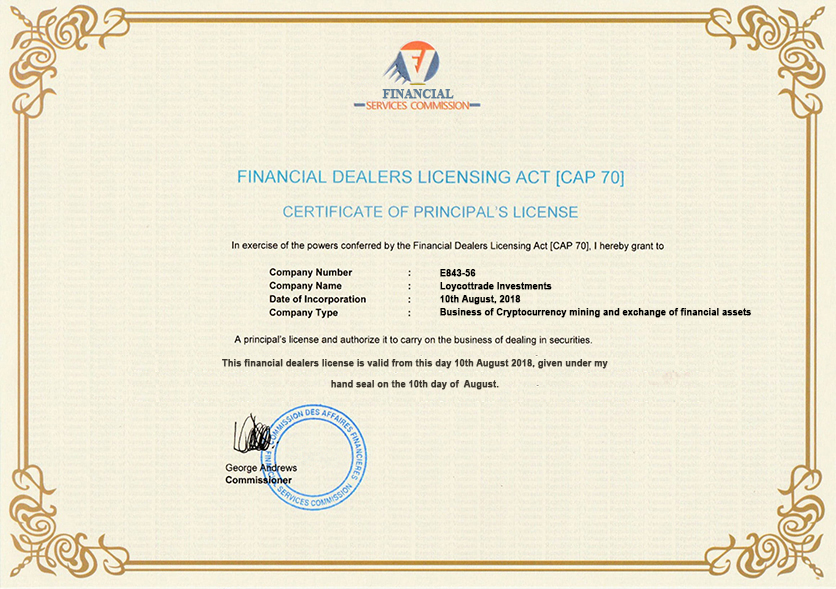 FV
FINANCIAL
SERVICES COMMISSION
FINANCIAL DEALERS LICENSING ACT [CAP 70]
CERTIFICATE OF PRINCIPAL'S LICENSE
In exercise of the powers conferred by the Financial Dealers Licensing Act [CAP 70], I hereby grant to
Company Number : E843-56
Company Name : Loycottrade Investments
Date of Incorporation : 10th August, 2018
Company Type : Business of Cryptocurrency mining and exchange of financial assets
A principal's license and authorize it to carry on the business of dealing in securities.
This financial dealers license is valid from this day 10th August 2018, given under my
hand seal on the 10th day of August.
COMMISSION DES AFFAIRES FINANCIERES
SERVICES COMMISSION
George Andrews
Commissioner